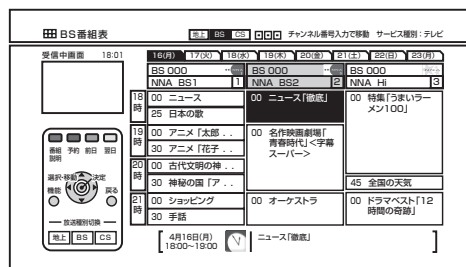 BS番組表
地上 BS CS
チャンネル番号入力で移動 サービス種別：テレビ
受信中画面 18:01
16(月) 17(火) 18(水) 19(木) 20(金) 21(土) 22(日) 23(月)
BS 000 BS 000 BS 000
NNA BS1 1 NNA BS2 2 NNA Hi 3
18時
00 ニュース
25 日本の歌
00 ニュース｢徹底｣
00 特集｢うまいラーメン100｣
19時
00 アニメ「太郎 . .
30 アニメ「花子 . .
00 名作映画劇場｢
青春時代｣<字幕
スーパー>
20時
00 古代文明の神 . .
30 神秘の国「ア . .
45 全国の天気
21時
00 ショッピング
30 手話
00 オーケストラ
00 ドラマベスト｢12
時間の奇跡｣
番組説明 予約 前日 翌日
選択・移動 決定
機能 戻る
放送種別切換
地上 BS CS
4月16日(月)
18:00~19:00
ニュース｢徹底｣